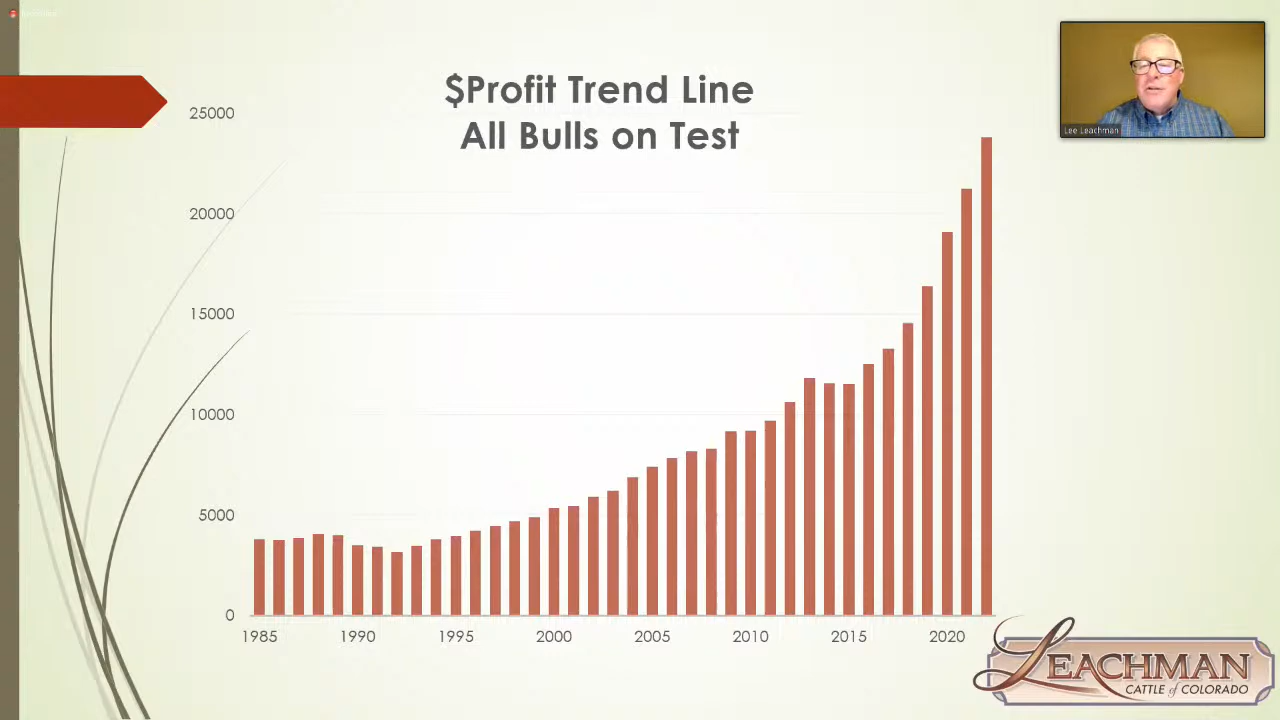 $Profit Trend Line
All Bulls on Test
25000
20000
15000
10000
5000
0
1985 1990 1995 2000 2005 2010 2015 2020
Lee Leachman
LEACHMAN
CATTLE of COLORADO